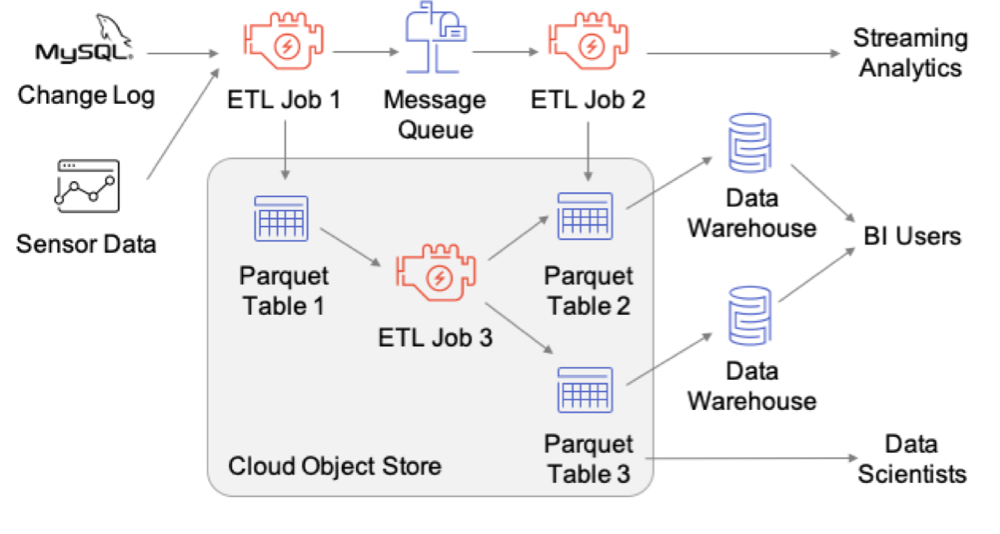 MySQL
Change Log
Sensor Data
ETL Job 1
Message
Queue
ETL Job 2
Streaming
Analytics
Parquet
Table 1
ETL Job 3
Parquet
Table 2
Parquet
Table 3
Cloud Object Store
Data
Warehouse
Data
Warehouse
BI Users
Data
Scientists